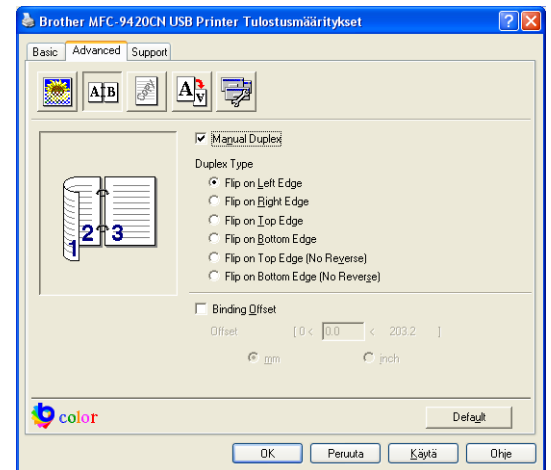 Brother MFC-9420CN USB Printer Tulostusmääritykset
Basic Advanced Support
A B
A A
Manual Duplex
Duplex Type
Flip on Left Edge
Flip on Right Edge
Flip on Top Edge
Flip on Bottom Edge
Flip on Top Edge (No Reverse)
Flip on Bottom Edge (No Reverse)
1 2 3
Binding Offset
Offset [ 0 < 0.0 < 203.2 ]
mm inch
color
Default
OK Peruuta Käytä Ohje